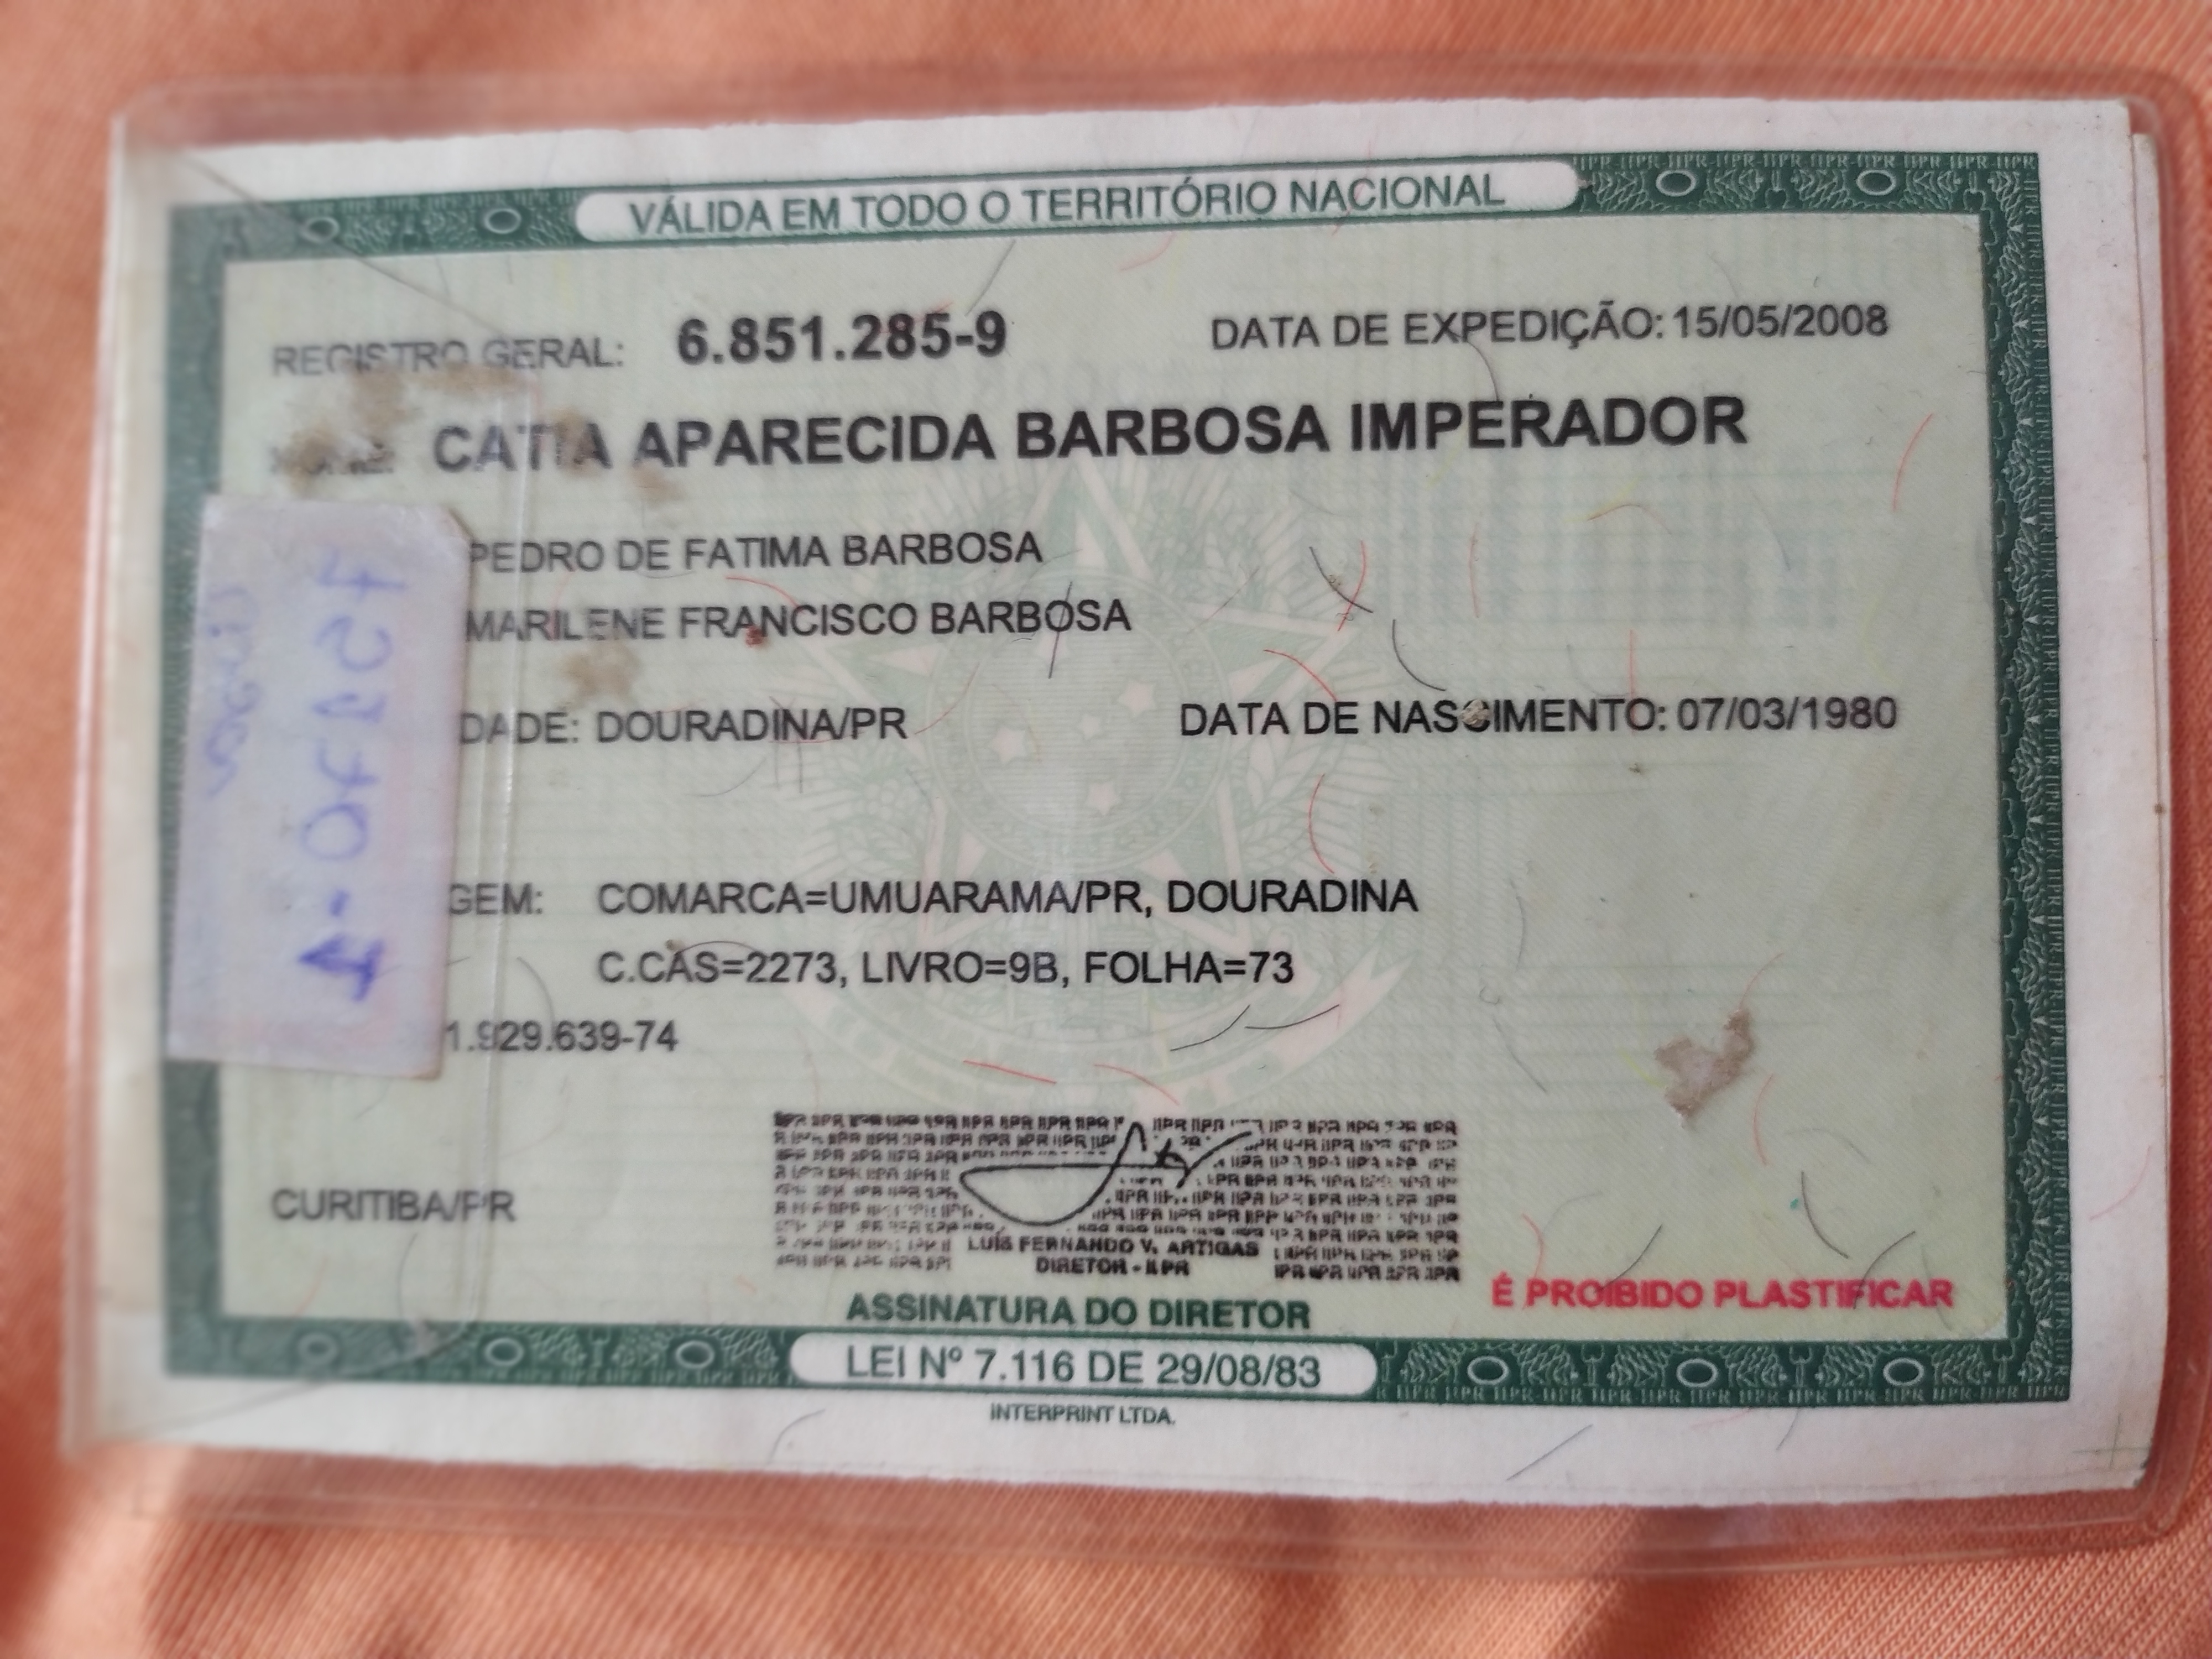 VÁLIDA EM TODO O TERRITÓRIO NACIONAL
REGISTRO GERAL: 6.851.285-9 DATA DE EXPEDIÇÃO: 15/05/2008
CATIA APARECIDA BARBOSA IMPERADOR
PEDRO DE FATIMA BARBOSA
MARILENE FRANCISCO BARBOSA
DADE: DOURADINA/PR DATA DE NASCIMENTO: 07/03/1980
GEM: COMARCA=UMUARAMA/PR, DOURADINA
C.CAS=2273, LIVRO=9B, FOLHA=73
1.929.639-74
CURITIBA/PR
LUIS FERNANDO V. ARTIGAS
DIRETOR - IIPR
É PROIBIDO PLASTIFICAR
ASSINATURA DO DIRETOR
LEI Nº 7.116 DE 29/08/83
INTERPRINT LTDA.